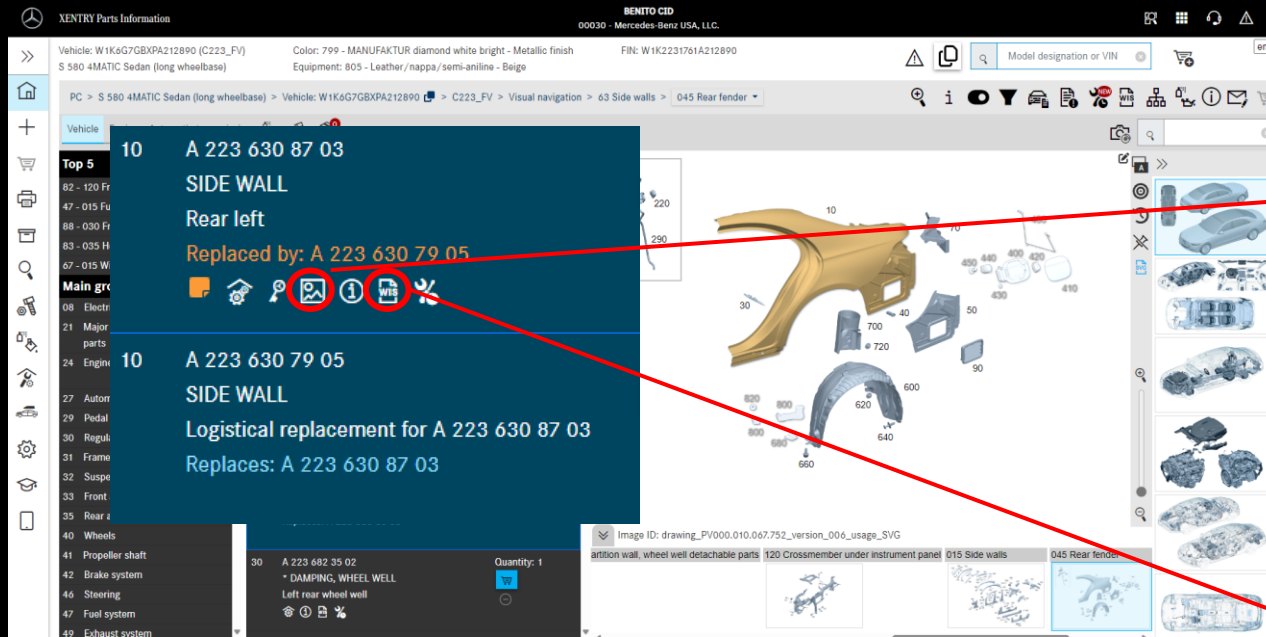 XENTRY Parts Information
BENITO CID
00030 - Mercedes-Benz USA, LLC.
Vehicle: W1K6G7GBXPA212890 (C223_FV)
S 580 4MATIC Sedan (long wheelbase)
Color: 799 - MANUFAKTUR diamond white bright - Metallic finish
Equipment: 805 - Leather/nappa/semi-aniline - Beige
FIN: W1K2231761A212890
Model designation or VIN
PC > S 580 4MATIC Sedan (long wheelbase) > Vehicle: W1K6G7GBXPA212890 > C223_FV > Visual navigation > 63 Side walls > 045 Rear fender
NEW
WIS
Vehicle
Top 5
82 - 120 Fr
47 - 015 Fu
88 - 030 Fr
83 - 035 H
67 - 015 Wi
Main gro
08 Electri
21 Major
parts
24 Engine
27 Autom
29 Pedal
30 Regula
31 Frame
32 Suspe
33 Front
35 Rear a
40 Wheels
41 Propeller shaft
42 Brake system
46 Steering
47 Fuel system
49 Exhaust system
10 A 223 630 87 03
SIDE WALL
Rear left
Replaced by: A 223 630 79 05
WIS
10 A 223 630 79 05
SIDE WALL
Logistical replacement for A 223 630 87 03
Replaces: A 223 630 87 03
30 A 223 682 35 02
* DAMPING, WHEEL WELL
Left rear wheel well
Quantity: 1
220
290
10
70
30
40
50
700
720
90
450
440
400
420
430
410
600
620
640
660
820
800
800
680
A
Image ID: drawing_PV000.010.067.752_version_006_usage_SVG
artition wall, wheel well detachable parts
120 Crossmember under instrument panel
015 Side walls
045 Rear fender